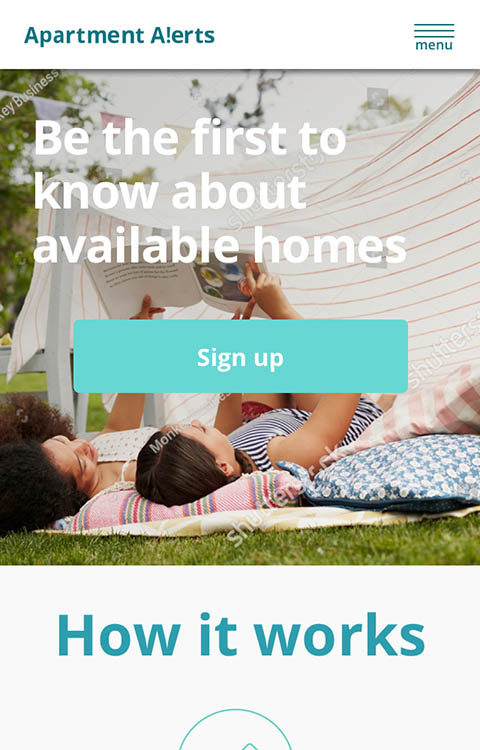 Apartment A!erts
menu
Be the first to
know about
available homes
Sign up
How it works